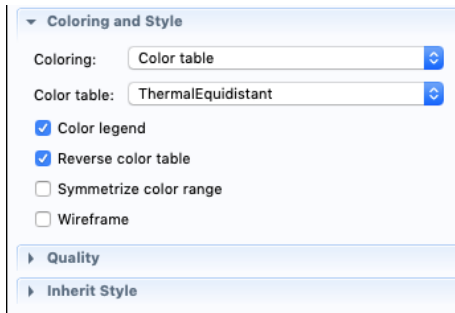 Coloring and Style
Coloring: Color table
Color table: ThermalEquidistant
Color legend
Reverse color table
Symmetrize color range
Wireframe
Quality
Inherit Style